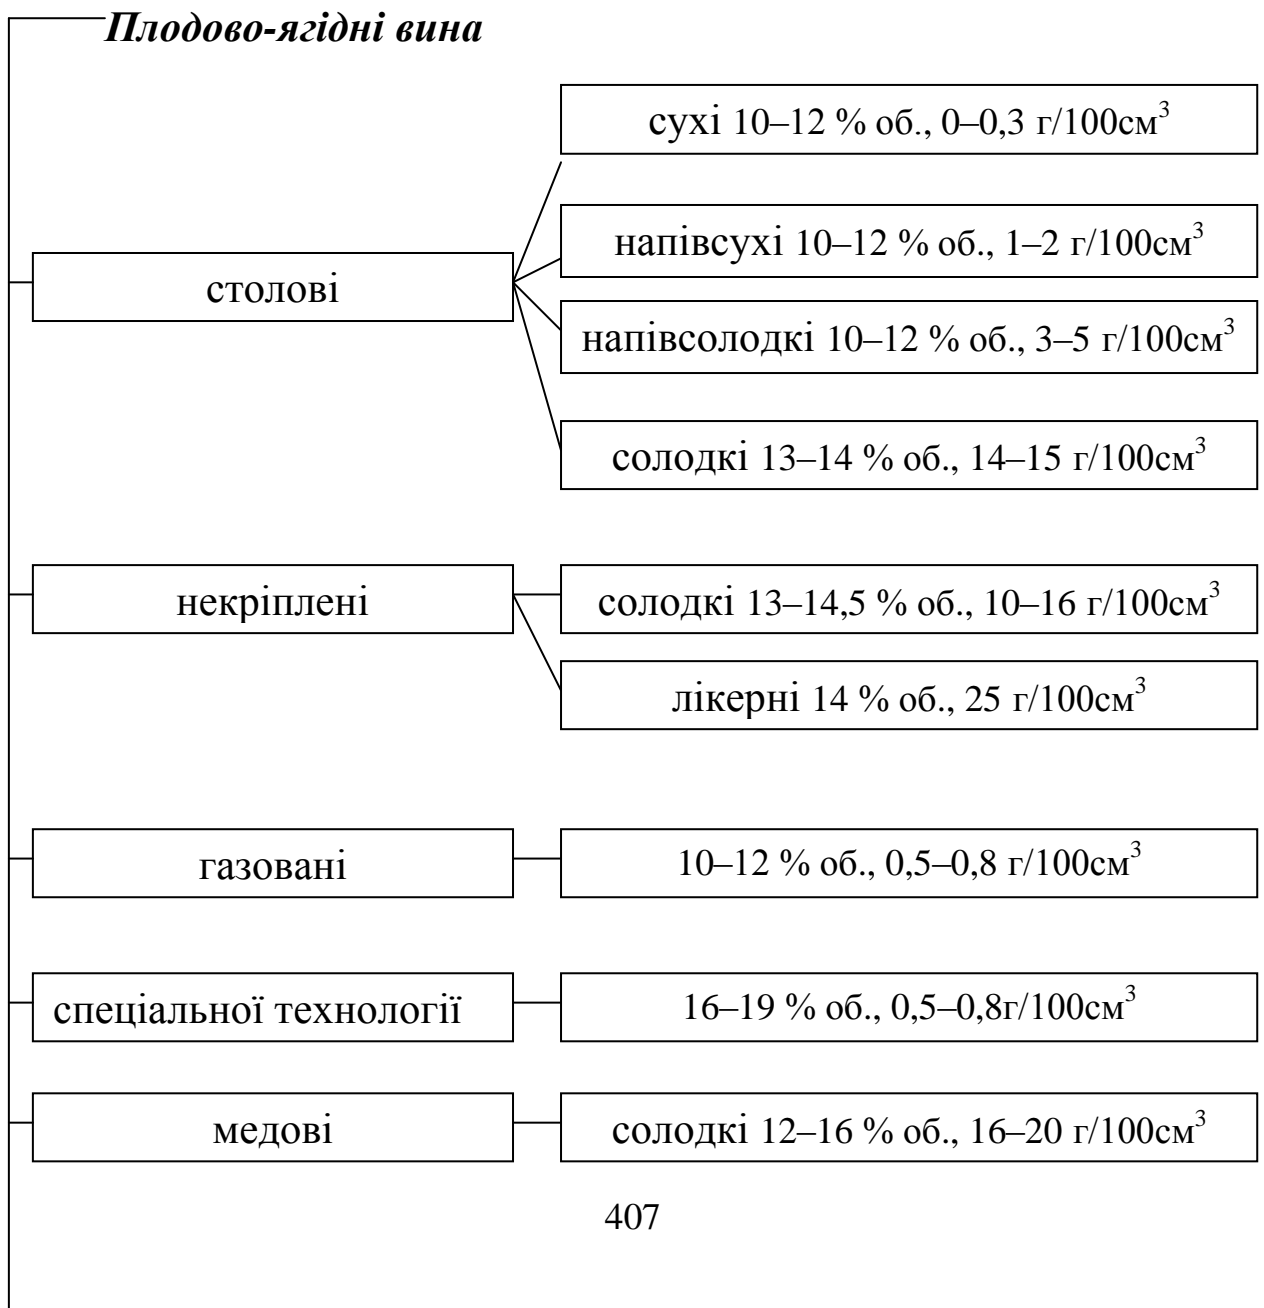 Плодово-ягідні вина
столові
сухі 10–12 % об., 0–0,3 г/100см³
напівсухі 10–12 % об., 1–2 г/100см³
напівсолодкі 10–12 % об., 3–5 г/100см³
солодкі 13–14 % об., 14–15 г/100см³
некріплені
солодкі 13–14,5 % об., 10–16 г/100см³
лікерні 14 % об., 25 г/100см³
газовані
10–12 % об., 0,5–0,8 г/100см³
спеціальної технології
16–19 % об., 0,5–0,8г/100см³
медові
солодкі 12–16 % об., 16–20 г/100см³
407